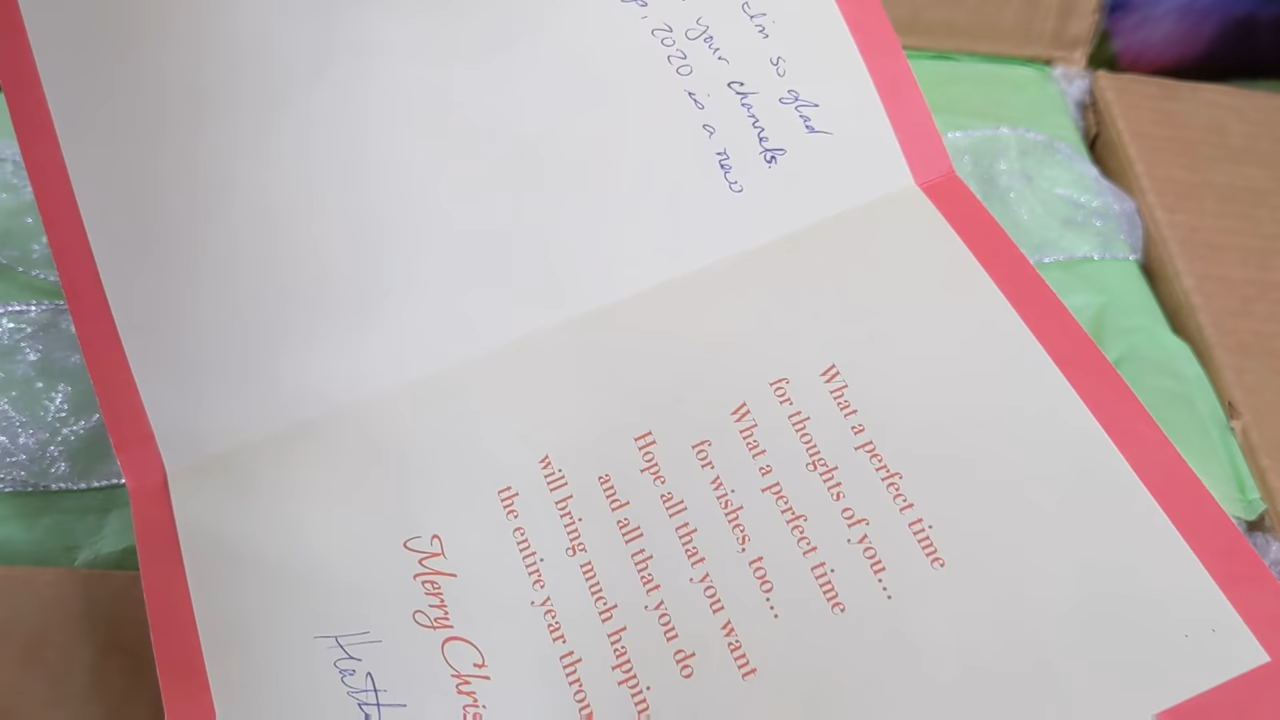 I'm so glad
your channels.
2020 is a new
What a perfect time
for thoughts of you...
What a perfect time
for wishes, too...
Hope all that you want
and all that you do
will bring much happin
the entire year throu
Merry Chris